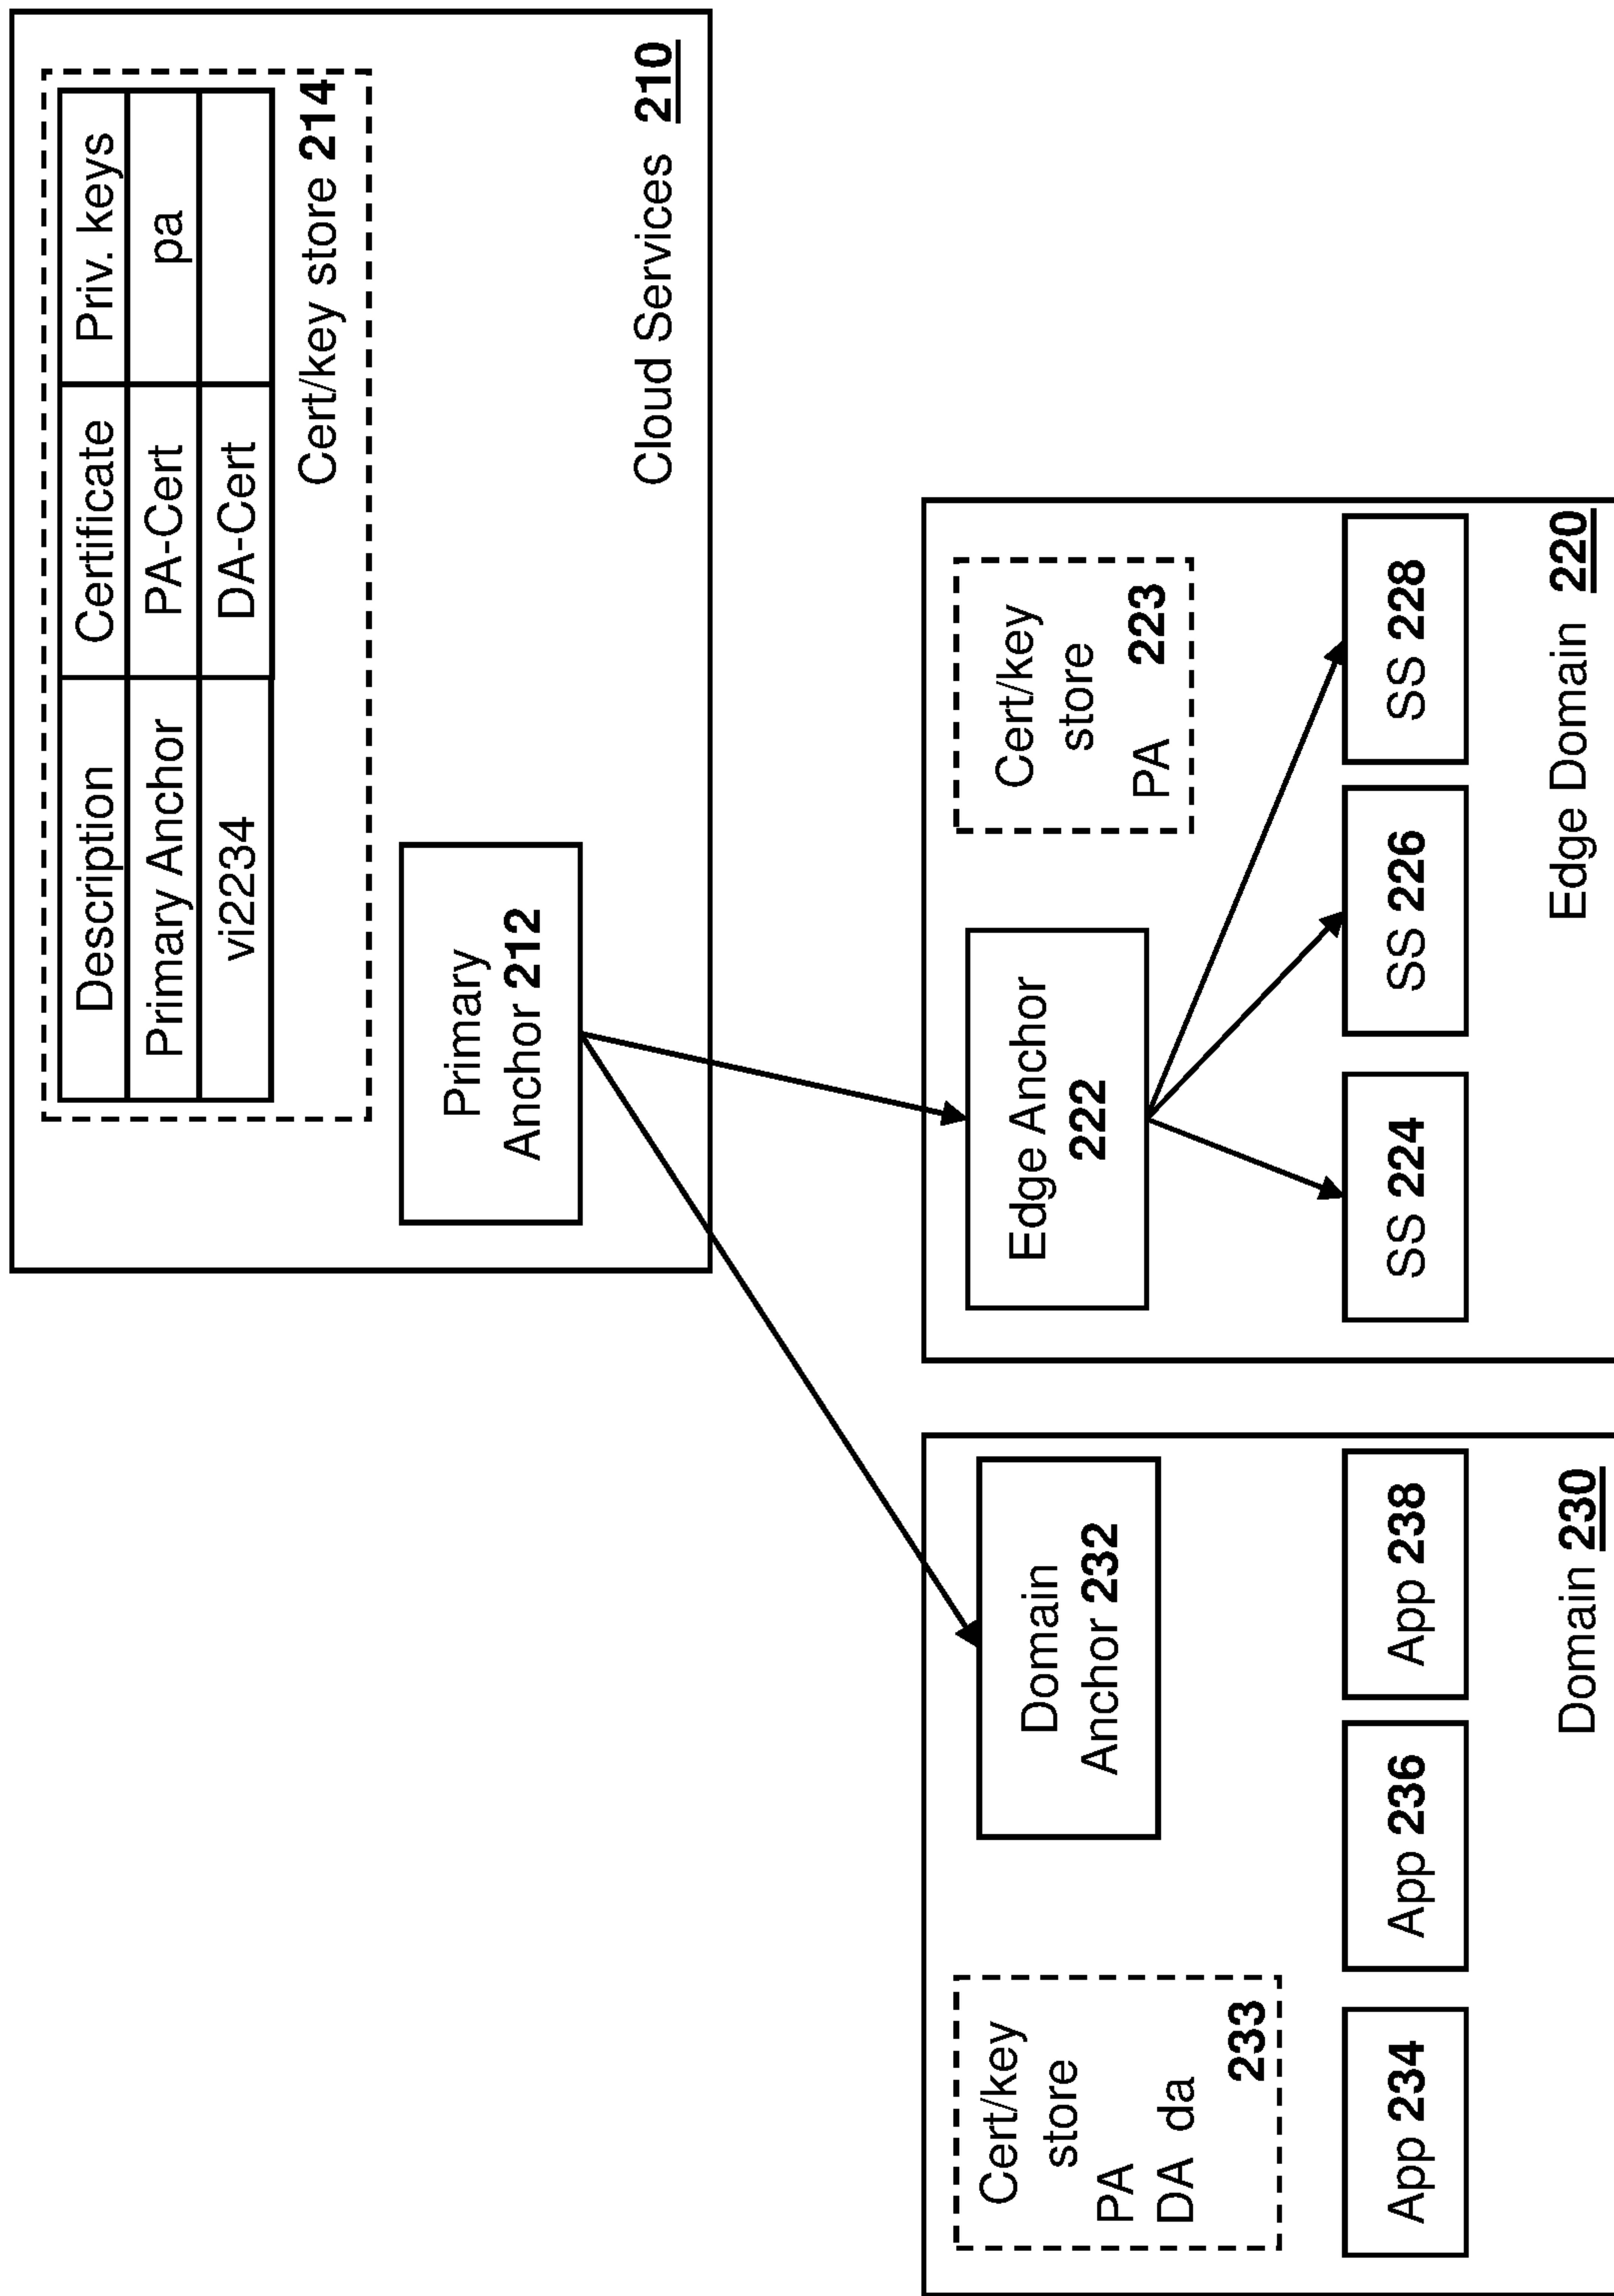 Description Certificate Priv. keys
Primary Anchor PA-Cert pa
vi2234 DA-Cert
Cert/key store 214
Primary
Anchor 212
Cloud Services 210
Cert/key
store
PA
DA da
233
Domain
Anchor 232
App 234
App 236
App 238
Domain 230
Edge Anchor
222
Cert/key
store
PA 223
SS 224
SS 226
SS 228
Edge Domain 220